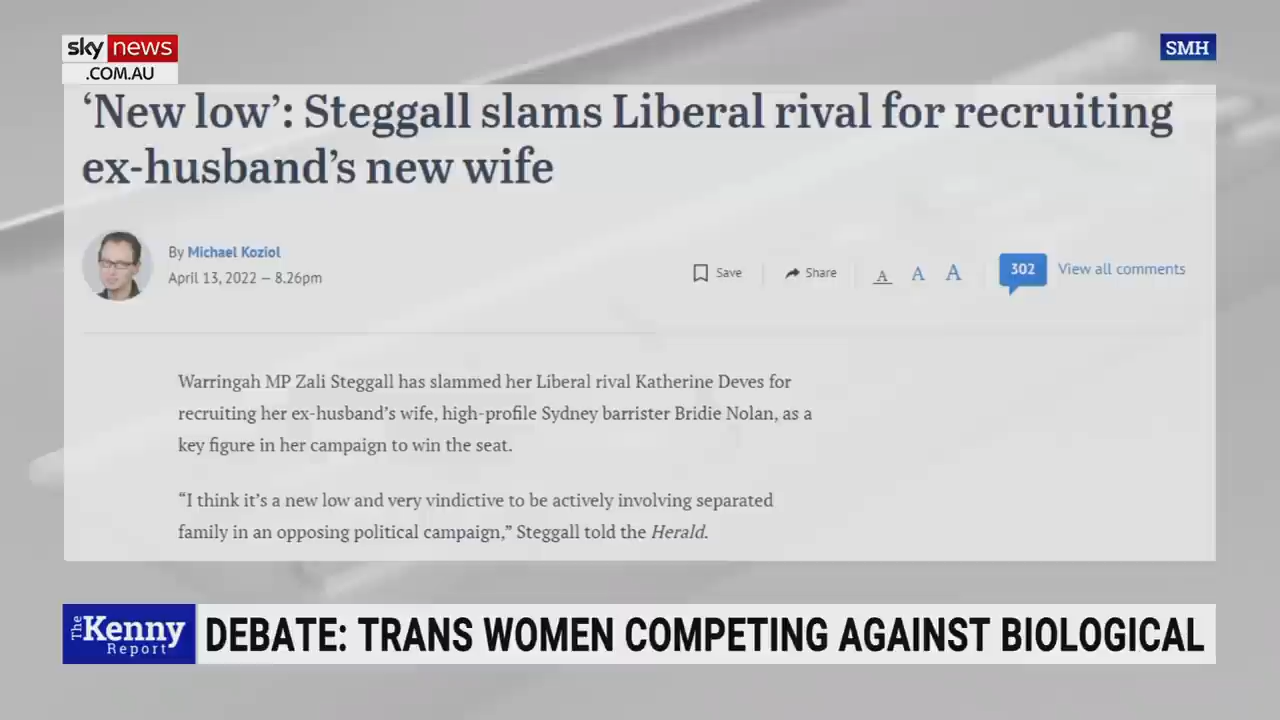 sky news
.COM.AU
SMH
‘New low’: Steggall slams Liberal rival for recruiting
ex-husband’s new wife
By Michael Koziol
April 13, 2022 — 8.26pm
Save
Share
A A A
302
View all comments
Warringah MP Zali Steggall has slammed her Liberal rival Katherine Deves for
recruiting her ex-husband’s wife, high-profile Sydney barrister Bridie Nolan, as a
key figure in her campaign to win the seat.
“I think it’s a new low and very vindictive to be actively involving separated
family in an opposing political campaign,” Steggall told the Herald.
The Kenny Report
DEBATE: TRANS WOMEN COMPETING AGAINST BIOLOGICAL